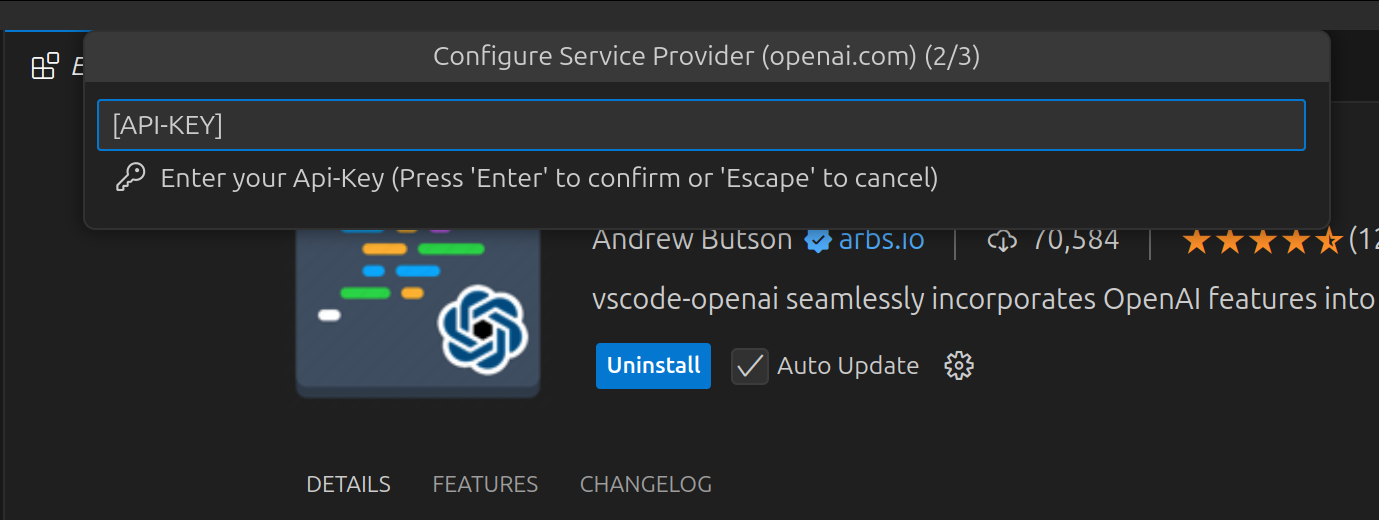 Configure Service Provider (openai.com) (2/3)
E
[API-KEY]
Enter your Api-Key (Press 'Enter' to confirm or 'Escape' to cancel)
Andrew Butson arbs.io 70,584 (12
vscode-openai seamlessly incorporates OpenAI features into
Uninstall Auto Update
DETAILS FEATURES CHANGELOG